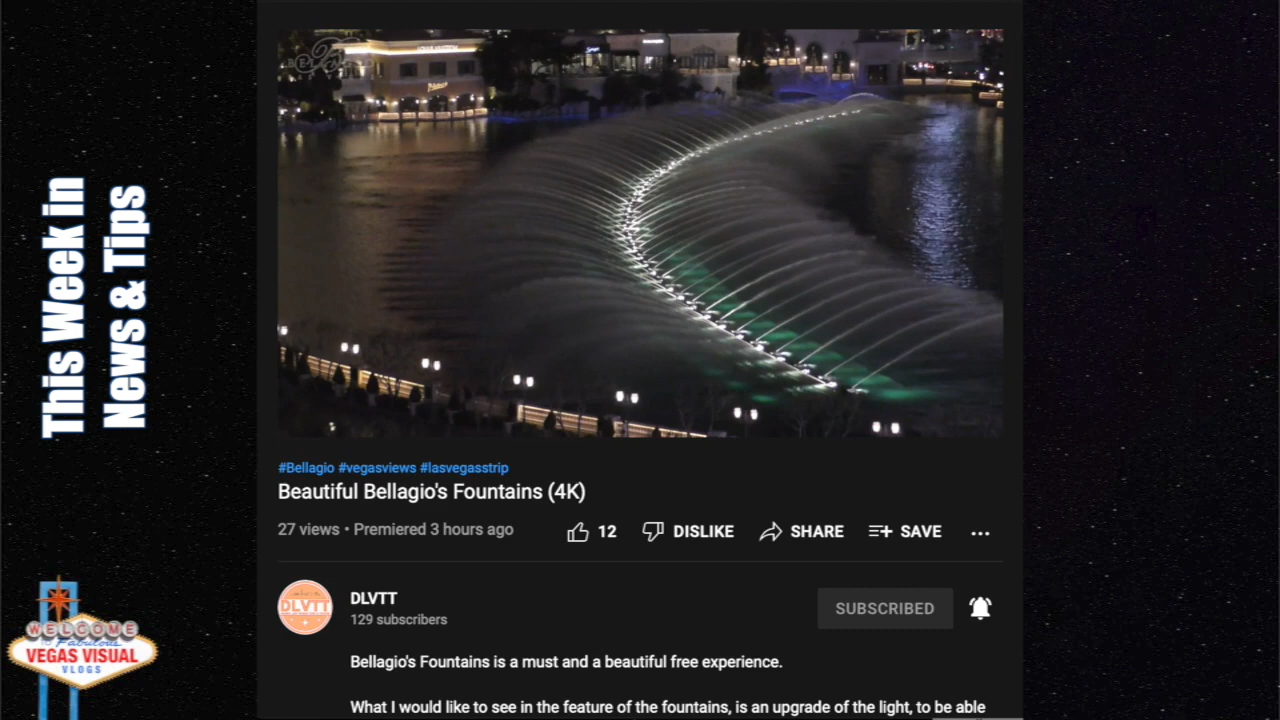 This Week in
News & Tips
#Bellagio #vegasviews #lasvegasstrip
Beautiful Bellagio's Fountains (4K)
27 views • Premiered 3 hours ago
12
DISLIKE
SHARE
SAVE
DLVTT
DLVTT
129 subscribers
SUBSCRIBED
Bellagio's Fountains is a must and a beautiful free experience.
What I would like to see in the feature of the fountains, is an upgrade of the light, to be able
WELCOME
to Fabulous
VEGAS VISUAL
VLOGS